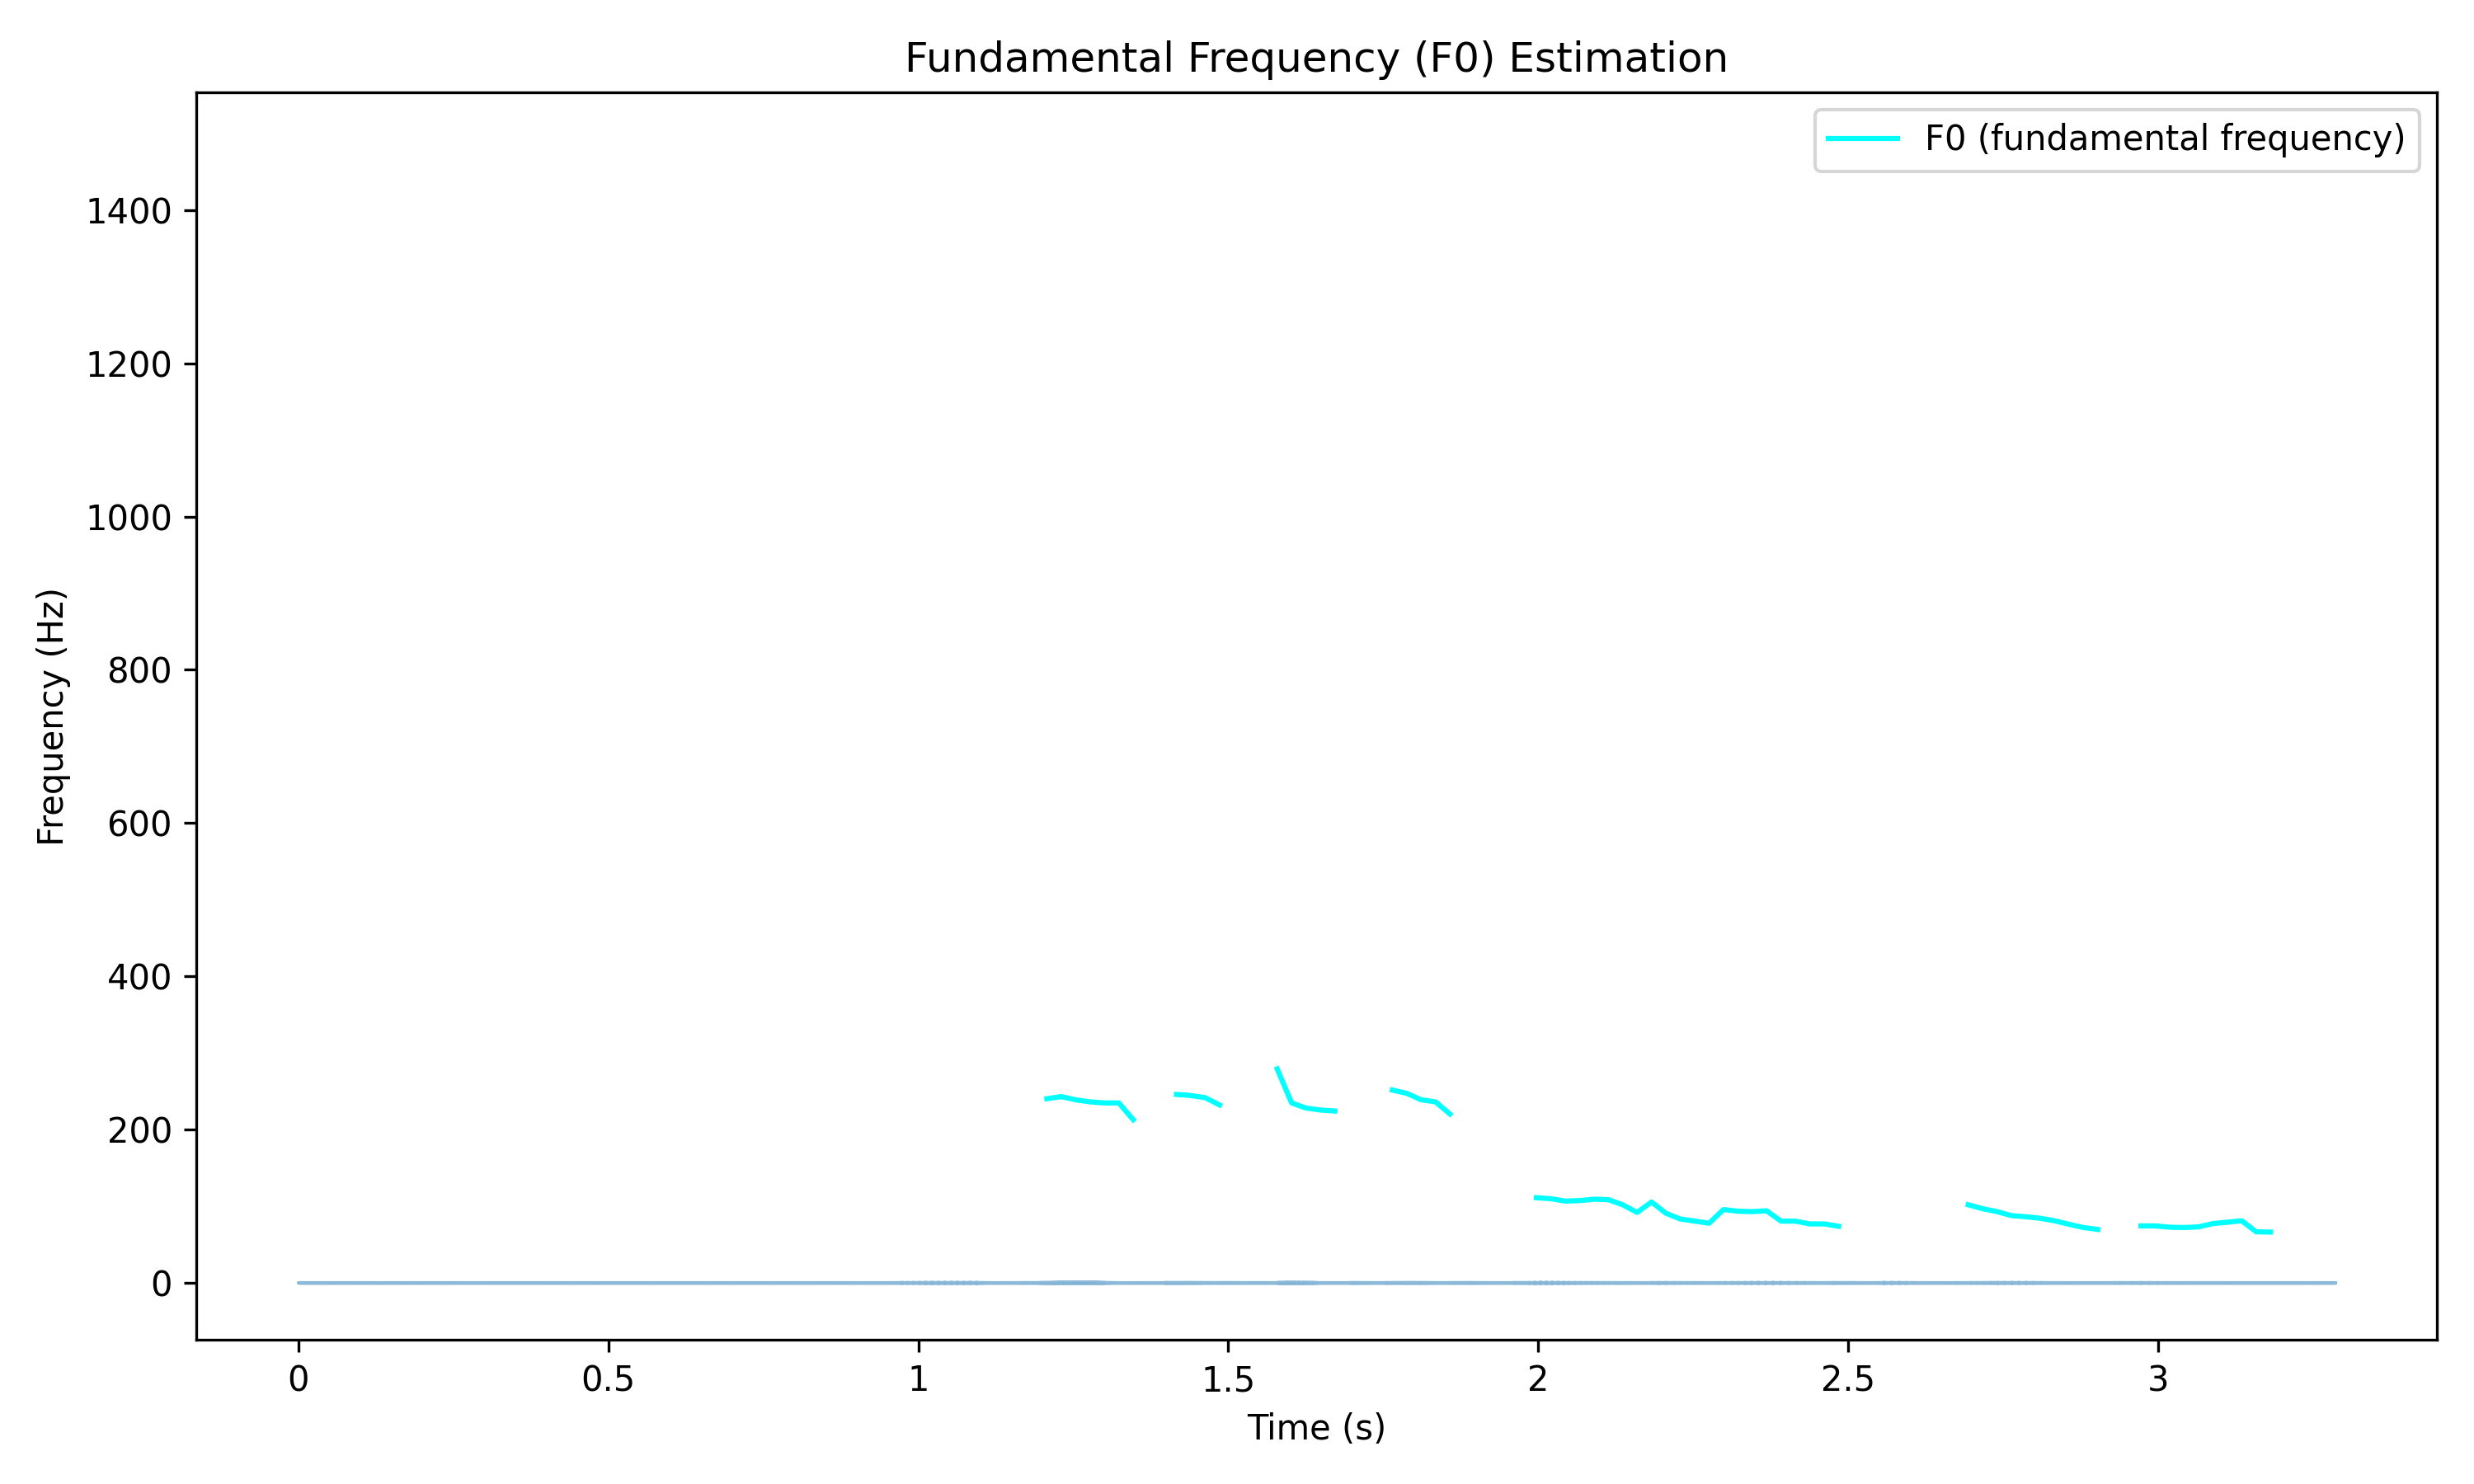 Fundamental Frequency (F0) Estimation
F0 (fundamental frequency)
1400
1200
1000
800
600
400
200
0
Frequency (Hz)
0 0.5 1 1.5 2 2.5 3
Time (s)